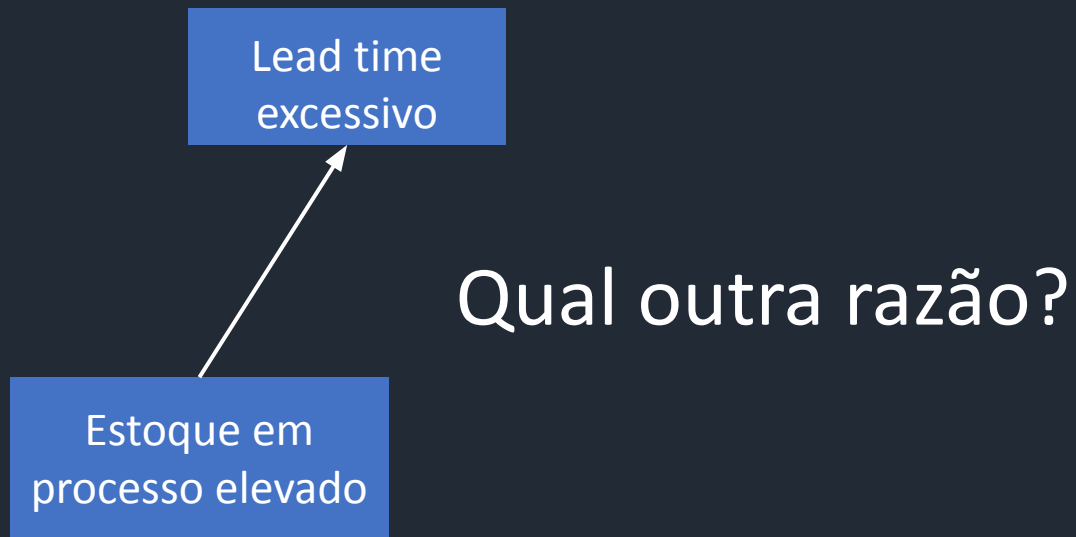 Lead time
excessivo
Qual outra razão?
Estoque em
processo elevado